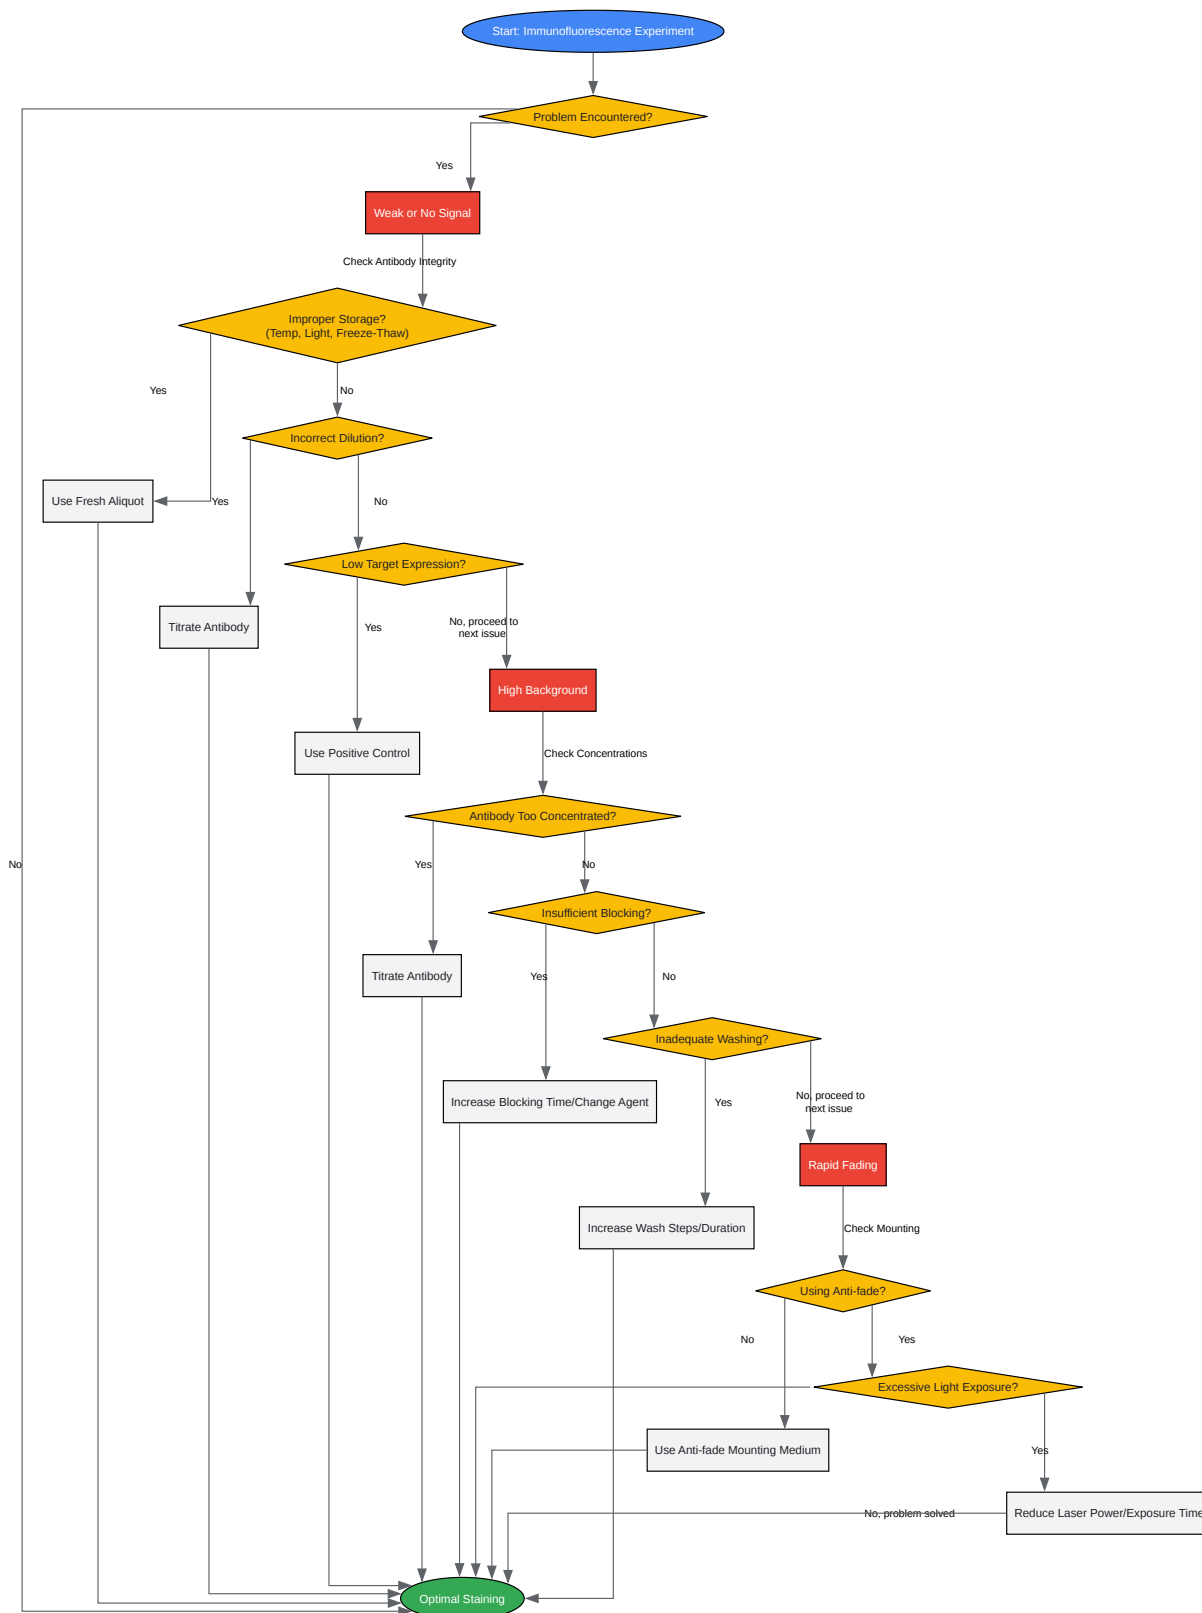 Start: Immunofluorescence Experiment
Problem Encountered?
Yes
Weak or No Signal
Check Antibody Integrity
Improper Storage?
(Temp, Light, Freeze-Thaw)
Yes
No
Incorrect Dilution?
Use Fresh Aliquot
Yes
No
Low Target Expression?
Titrate Antibody
Yes
No, proceed to
next issue
High Background
Use Positive Control
Check Concentrations
Antibody Too Concentrated?
No
Yes
No
Insufficient Blocking?
Titrate Antibody
Yes
No
Inadequate Washing?
Increase Blocking Time/Change Agent
Yes
No, proceed to
next issue
Rapid Fading
Increase Wash Steps/Duration
Check Mounting
Using Anti-fade?
No
Yes
Excessive Light Exposure?
Use Anti-fade Mounting Medium
Yes
No, problem solved
Reduce Laser Power/Exposure Time
Optimal Staining